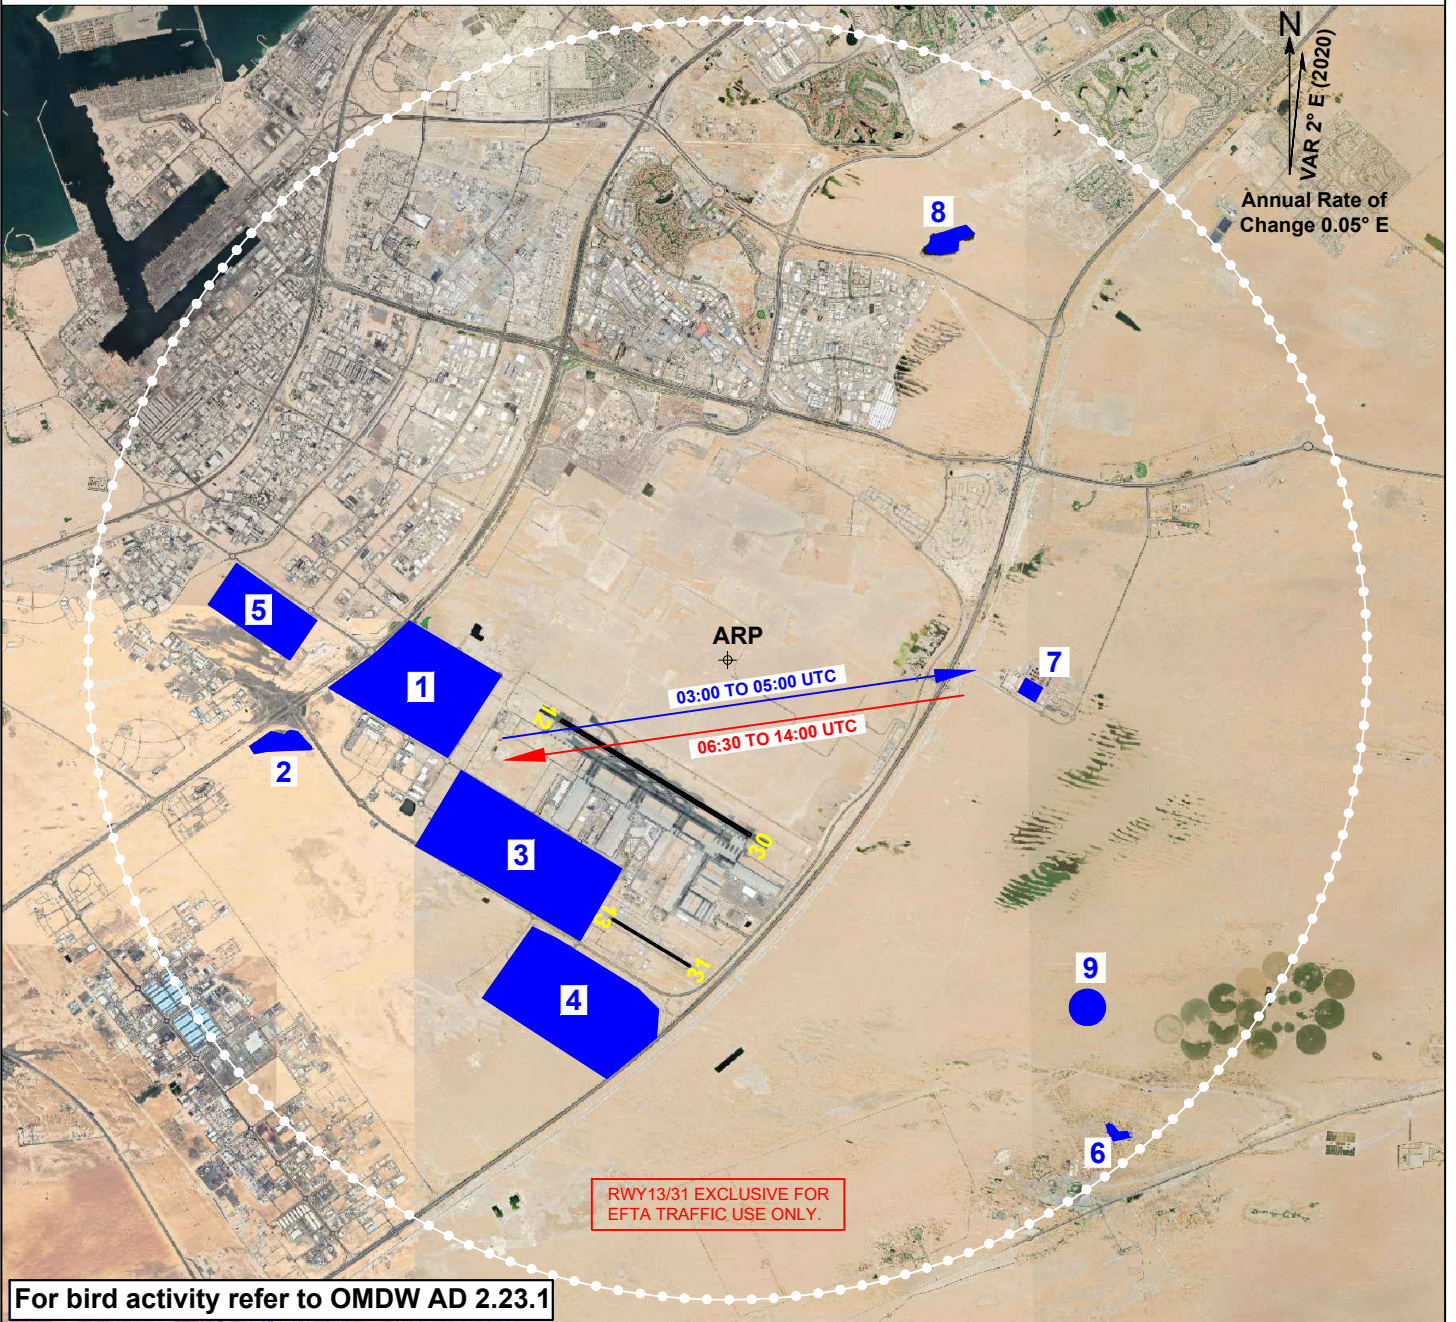 N
VAR 2° E (2020)
Annual Rate of
Change 0.05° E
8
5
ARP
7
1
03:00 TO 05:00 UTC
12
06:30 TO 14:00 UTC
2
3
30
13
31
9
4
6
RWY13/31 EXCLUSIVE FOR
EFTA TRAFFIC USE ONLY.
For bird activity refer to OMDW AD 2.23.1